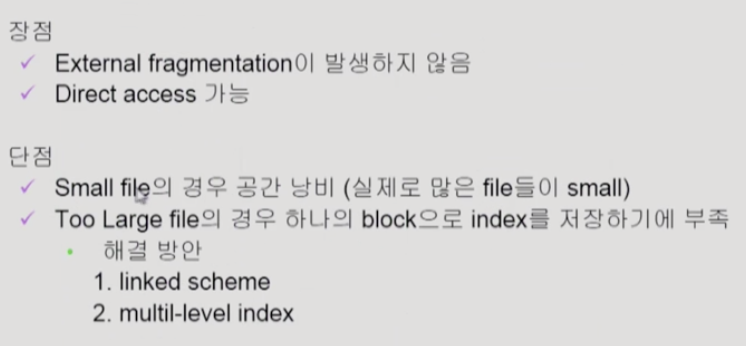 장점
✓ External fragmentation이 발생하지 않음
✓ Direct access 가능
단점
✓ Small file의 경우 공간 낭비 (실제로 많은 file들이 small)
✓ Too Large file의 경우 하나의 block으로 index를 저장하기에 부족
• 해결 방안
1. linked scheme
2. multil-level index